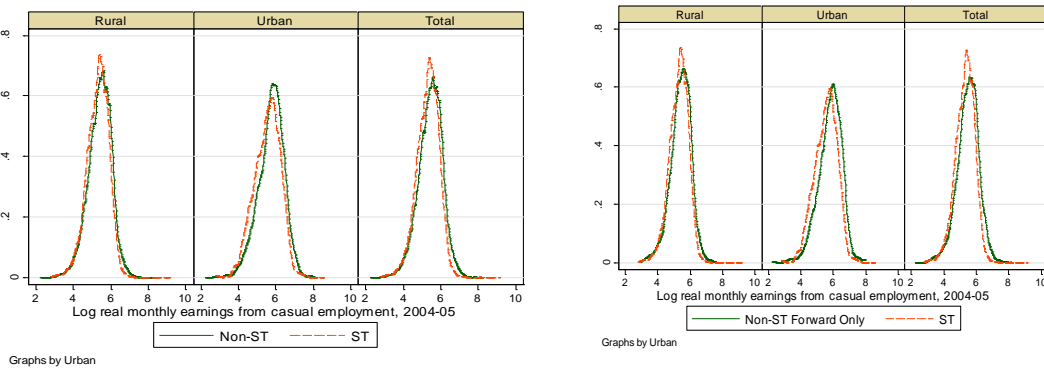 Rural Urban Total
.8
.6
.4
.2
0
2 4 6 8 10 2 4 6 8 10 2 4 6 8 10
Log real monthly earnings from casual employment, 2004-05
Non-ST ST
Graphs by Urban
Rural Urban Total
.8
.6
.4
.2
0
2 4 6 8 10 2 4 6 8 10 2 4 6 8 10
Log real monthly earnings from casual employment, 2004-05
Non-ST Forward Only ST
Graphs by Urban